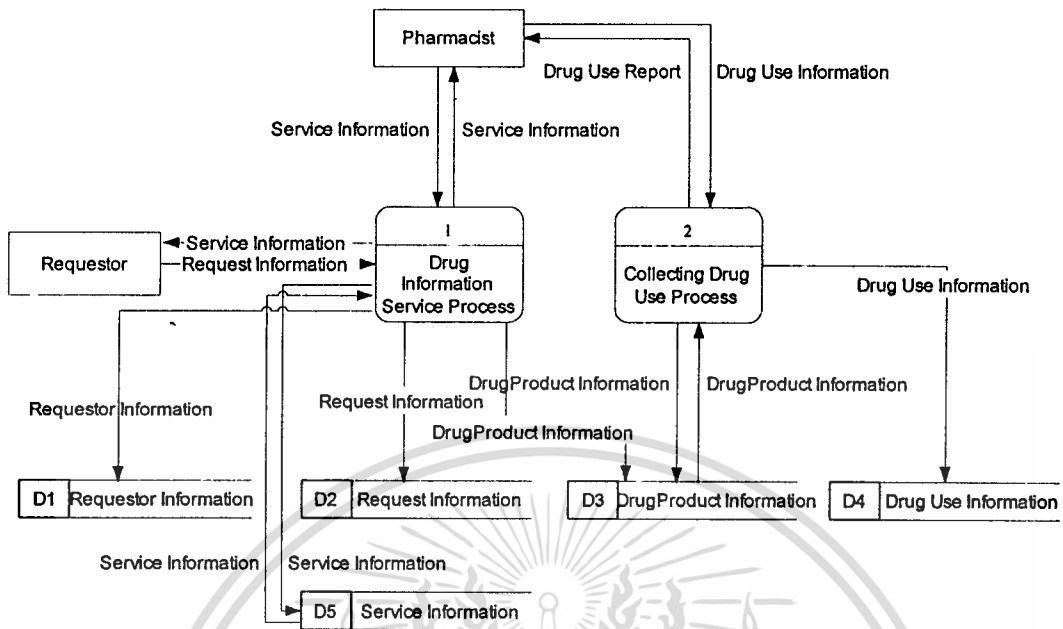 Pharmacist
Drug Use Report
Drug Use Information
Service Information
Service Information
1
2
Requestor
Service Information
Request Information
Drug
Information
Service Process
Collecting Drug
Use Process
Drug Use Information
DrugProduct Information
DrugProduct Information
Requestor Information
Request Information
DrugProduct Information
D1
Requestor Information
D2
Request Information
D3
DrugProduct Information
D4
Drug Use Information
Service Information
Service Information
D5
Service Information